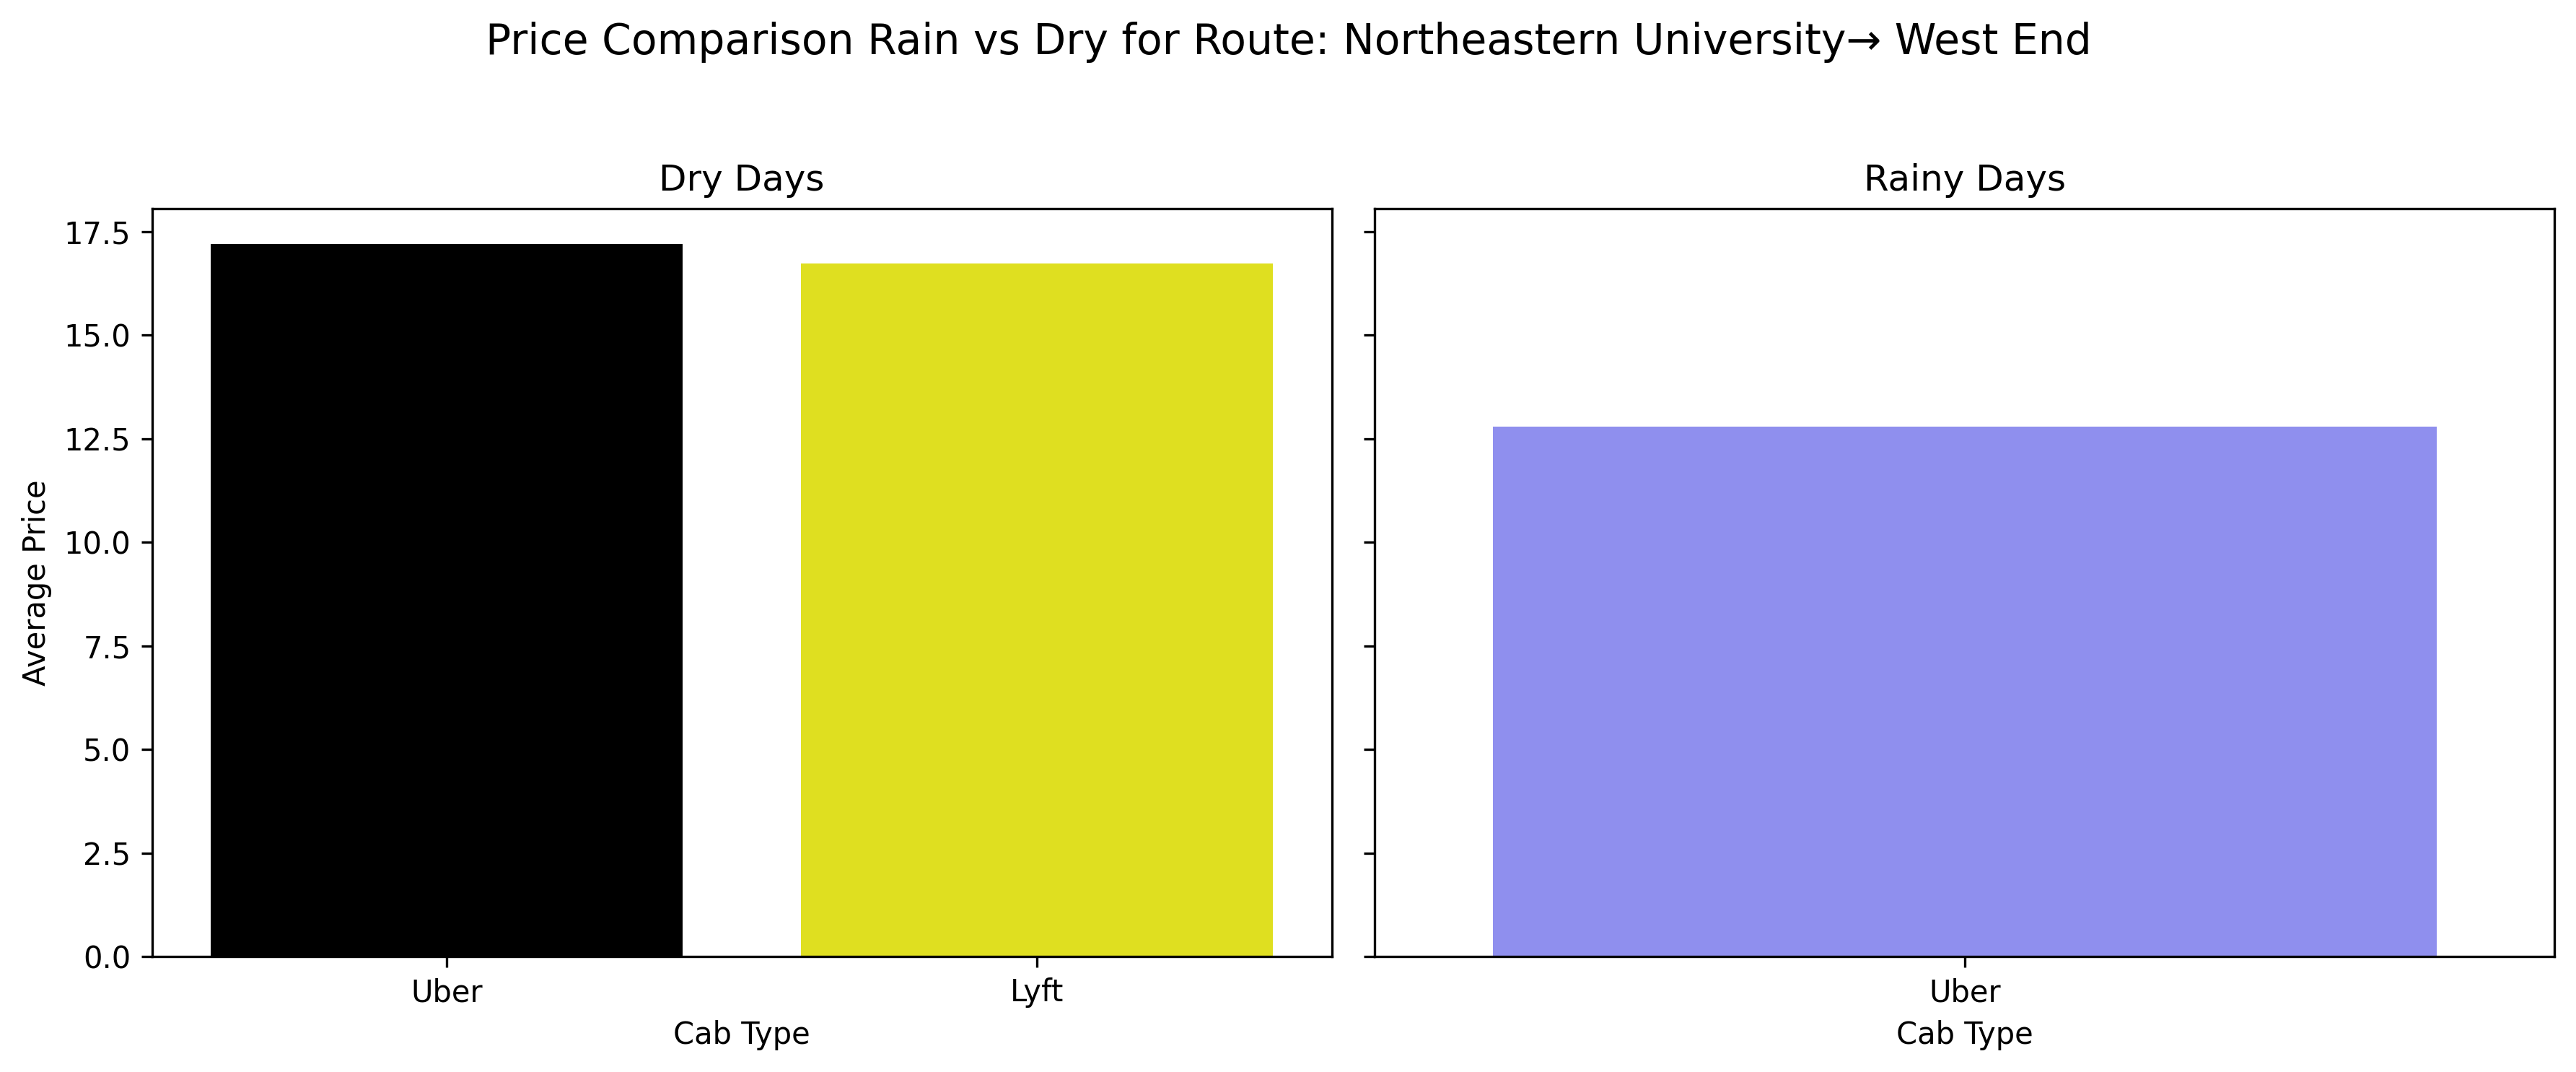 Price Comparison Rain vs Dry for Route: Northeastern University→ West End
Dry Days
Average Price
17.5
15.0
12.5
10.0
7.5
5.0
2.5
0.0
Uber
Lyft
Cab Type
Rainy Days
Uber
Cab Type